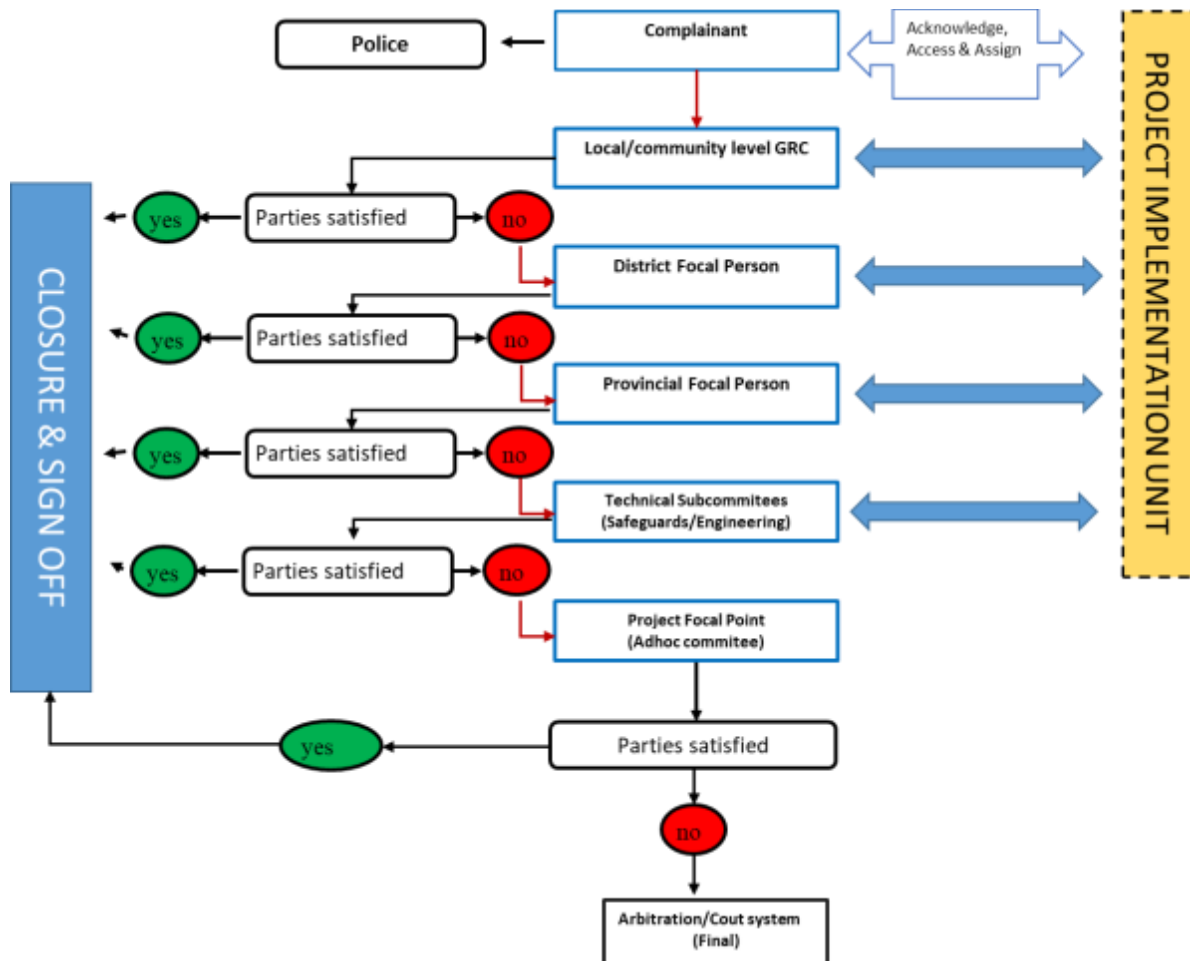 Police
Complainant
Acknowledge,
Access & Assign
PROJECT IMPLEMENTATION UNIT
Local/community level GRC
CLOSURE & SIGN OFF
yes
Parties satisfied
no
District Focal Person
yes
Parties satisfied
no
Provincial Focal Person
yes
Parties satisfied
no
Technical Subcommitees
(Safeguards/Engineering)
yes
Parties satisfied
no
Project Focal Point
(Adhoc commitee)
yes
Parties satisfied
no
Arbitration/Cout system
(Final)